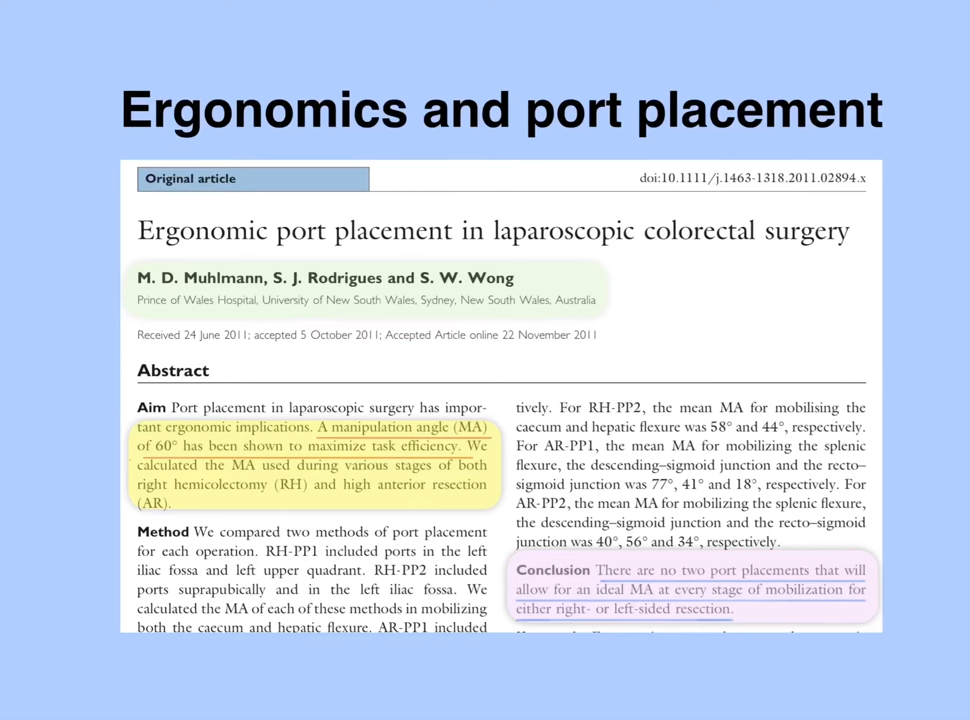 Ergonomics and port placement
Original article
doi:10.1111/j.1463-1318.2011.02894.x
Ergonomic port placement in laparoscopic colorectal surgery
M. D. Muhlmann, S. J. Rodrigues and S. W. Wong
Prince of Wales Hospital, University of New South Wales, Sydney, New South Wales, Australia
Received 24 June 2011; accepted 5 October 2011; Accepted Article online 22 November 2011
Abstract
Aim Port placement in laparoscopic surgery has impor-
tant ergonomic implications. A manipulation angle (MA)
of 60° has been shown to maximize task efficiency. We
calculated the MA used during various stages of both
right hemicolectomy (RH) and high anterior resection
(AR).
Method We compared two methods of port placement
for each operation. RH-PP1 included ports in the left
iliac fossa and left upper quadrant. RH-PP2 included
ports suprapubically and in the left iliac fossa. We
calculated the MA of each of these methods in mobilizing
both the caecum and hepatic flexure. AR-PP1 included
tively. For RH-PP2, the mean MA for mobilising the
caecum and hepatic flexure was 58° and 44°, respectively.
For AR-PP1, the mean MA for mobilizing the splenic
flexure, the descending–sigmoid junction and the recto–
sigmoid junction was 77°, 41° and 18°, respectively. For
AR-PP2, the mean MA for mobilizing the splenic flexure,
the descending–sigmoid junction and the recto–sigmoid
junction was 40°, 56° and 34°, respectively.
Conclusion There are no two port placements that will
allow for an ideal MA at every stage of mobilization for
either right- or left-sided resection.